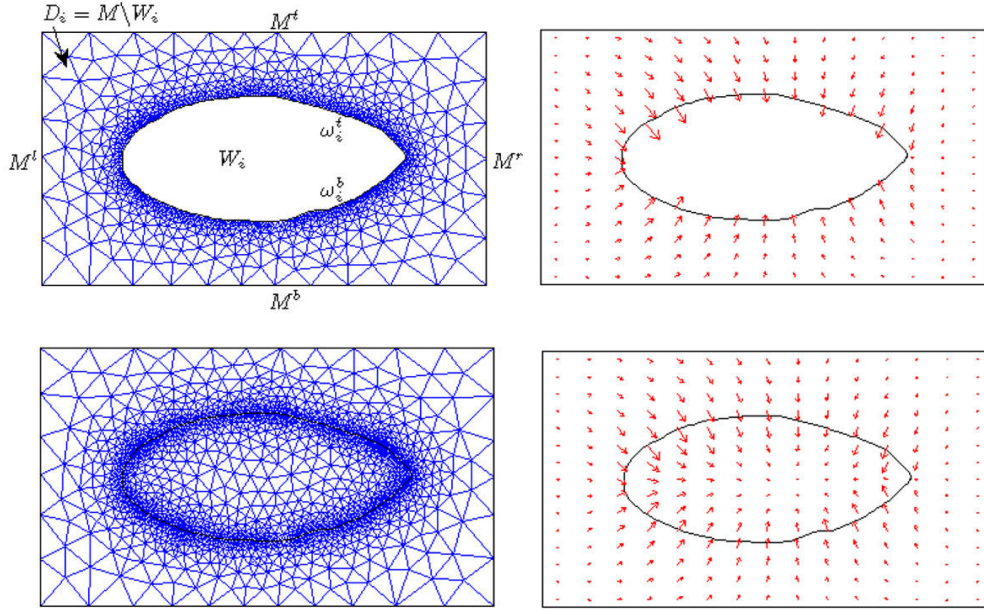 D_i = M\W_i
M^t
ω_i^t
M^l
W_i
M^r
ω_i^b
M^b